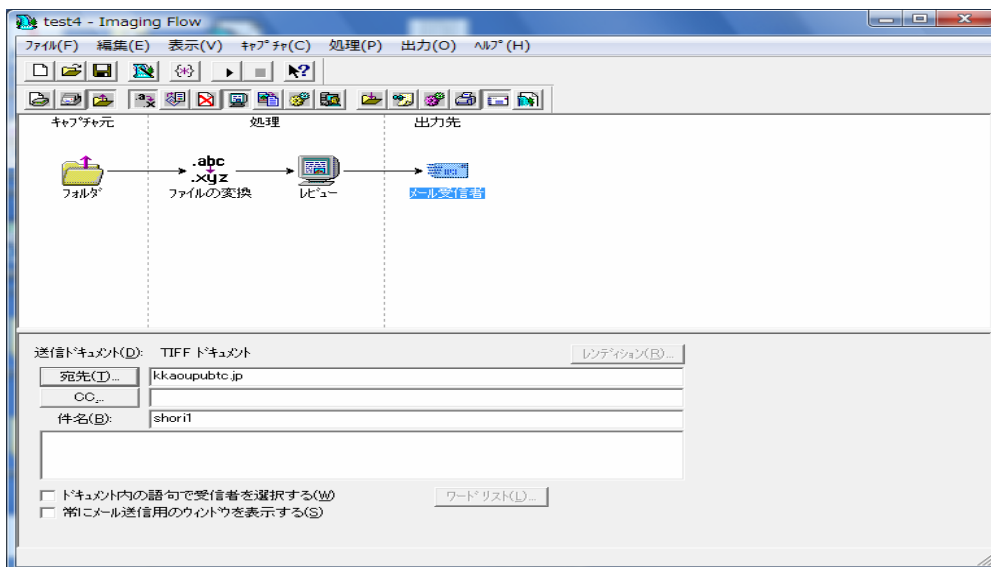 test4 - Imaging Flow
ﾌｧｲﾙ(F) 編集(E) 表示(V) ｷｬﾌﾟﾁｬ(C) 処理(P) 出力(O) ﾍﾙﾌﾟ(H)
ｷｬﾌﾟﾁｬ元 処理 出力先
.abc
.xyz
ﾌｫﾙﾀﾞ ファイルの変換 ﾚﾋﾞｭｰ メール受信者
送信ﾄﾞｷｭﾒﾝﾄ(D): TIFF ﾄﾞｷｭﾒﾝﾄ ﾚﾝﾃﾞｨｼｮﾝ(R)...
宛先(T)... kkaoupubtc.jp
CC...
件名(B): shori1
ﾄﾞｷｭﾒﾝﾄ内の語句で受信者を選択する(W) ﾜｰﾄﾞ ﾘｽﾄ(L)...
常にメール送信用のｳｨﾝﾄﾞｳを表示する(S)